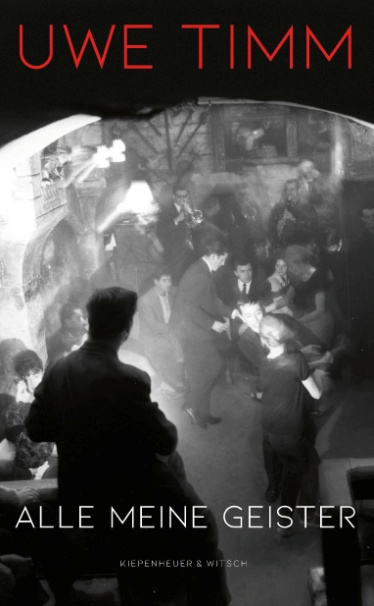 UWE TIMM
ALLE MEINE GEISTER
KIEPENHEUER & WITSCH